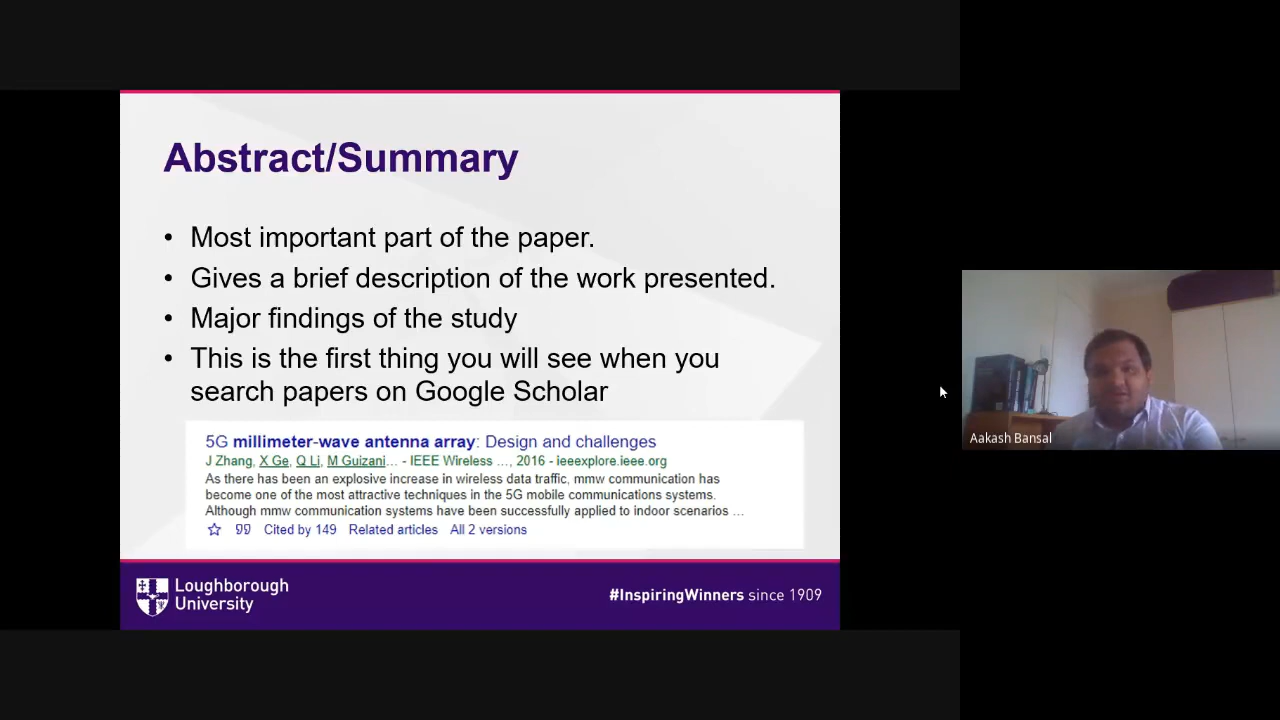 Abstract/Summary
• Most important part of the paper.
• Gives a brief description of the work presented.
• Major findings of the study
• This is the first thing you will see when you
search papers on Google Scholar
5G millimeter-wave antenna array: Design and challenges
J Zhang, X Ge, Q Li, M Guizani... - IEEE Wireless ..., 2016 - ieeexplore.ieee.org
As there has been an explosive increase in wireless data traffic, mmw communication has
become one of the most attractive techniques in the 5G mobile communications systems.
Although mmw communication systems have been successfully applied to indoor scenarios ...
Cited by 149 Related articles All 2 versions
Loughborough
University
#InspiringWinners since 1909
Aakash Bansal